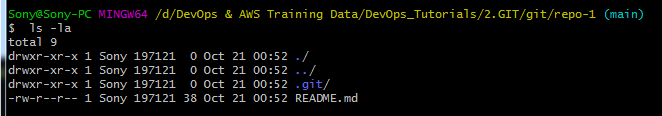 Sony@Sony-PC MINGW64 /d/DevOps & AWS Training Data/DevOps_Tutorials/2.GIT/git/repo-1 (main)
$  ls -la
total 9
drwxr-xr-x 1 Sony 197121  0 Oct 21 00:52 ./
drwxr-xr-x 1 Sony 197121  0 Oct 21 00:52 ../
drwxr-xr-x 1 Sony 197121  0 Oct 21 00:52 .git/
-rw-r--r-- 1 Sony 197121 38 Oct 21 00:52 README.md